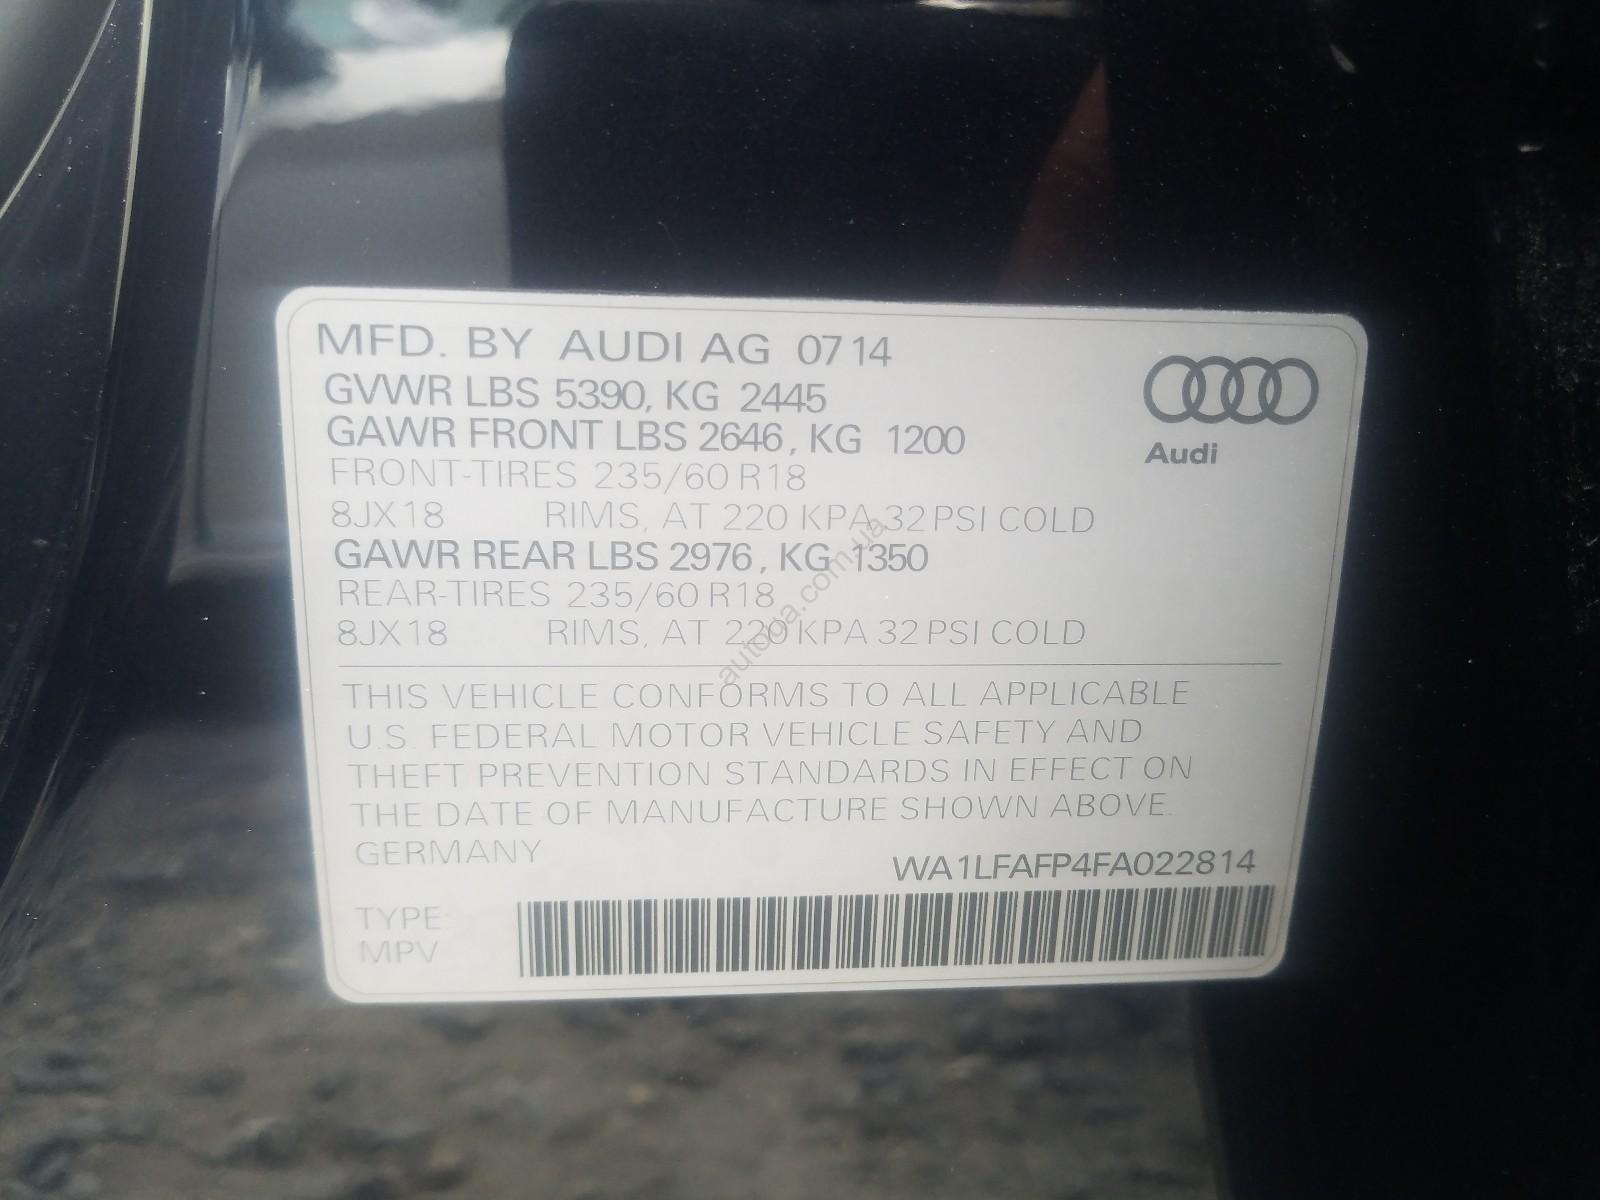 MFD. BY AUDI AG 07 14
GVWR LBS 5390, KG 2445
GAWR FRONT LBS 2646, KG 1200
FRONT-TIRES 235/60 R18
8JX18 RIMS, AT 220 KPA 32 PSI COLD
GAWR REAR LBS 2976, KG 1350
REAR-TIRES 235/60 R18
8JX18 RIMS, AT 220 KPA 32 PSI COLD
Audi
THIS VEHICLE CONFORMS TO ALL APPLICABLE
U.S. FEDERAL MOTOR VEHICLE SAFETY AND
THEFT PREVENTION STANDARDS IN EFFECT ON
THE DATE OF MANUFACTURE SHOWN ABOVE.
GERMANY
WA1LFAFP4FA022814
TYPE:
MPV